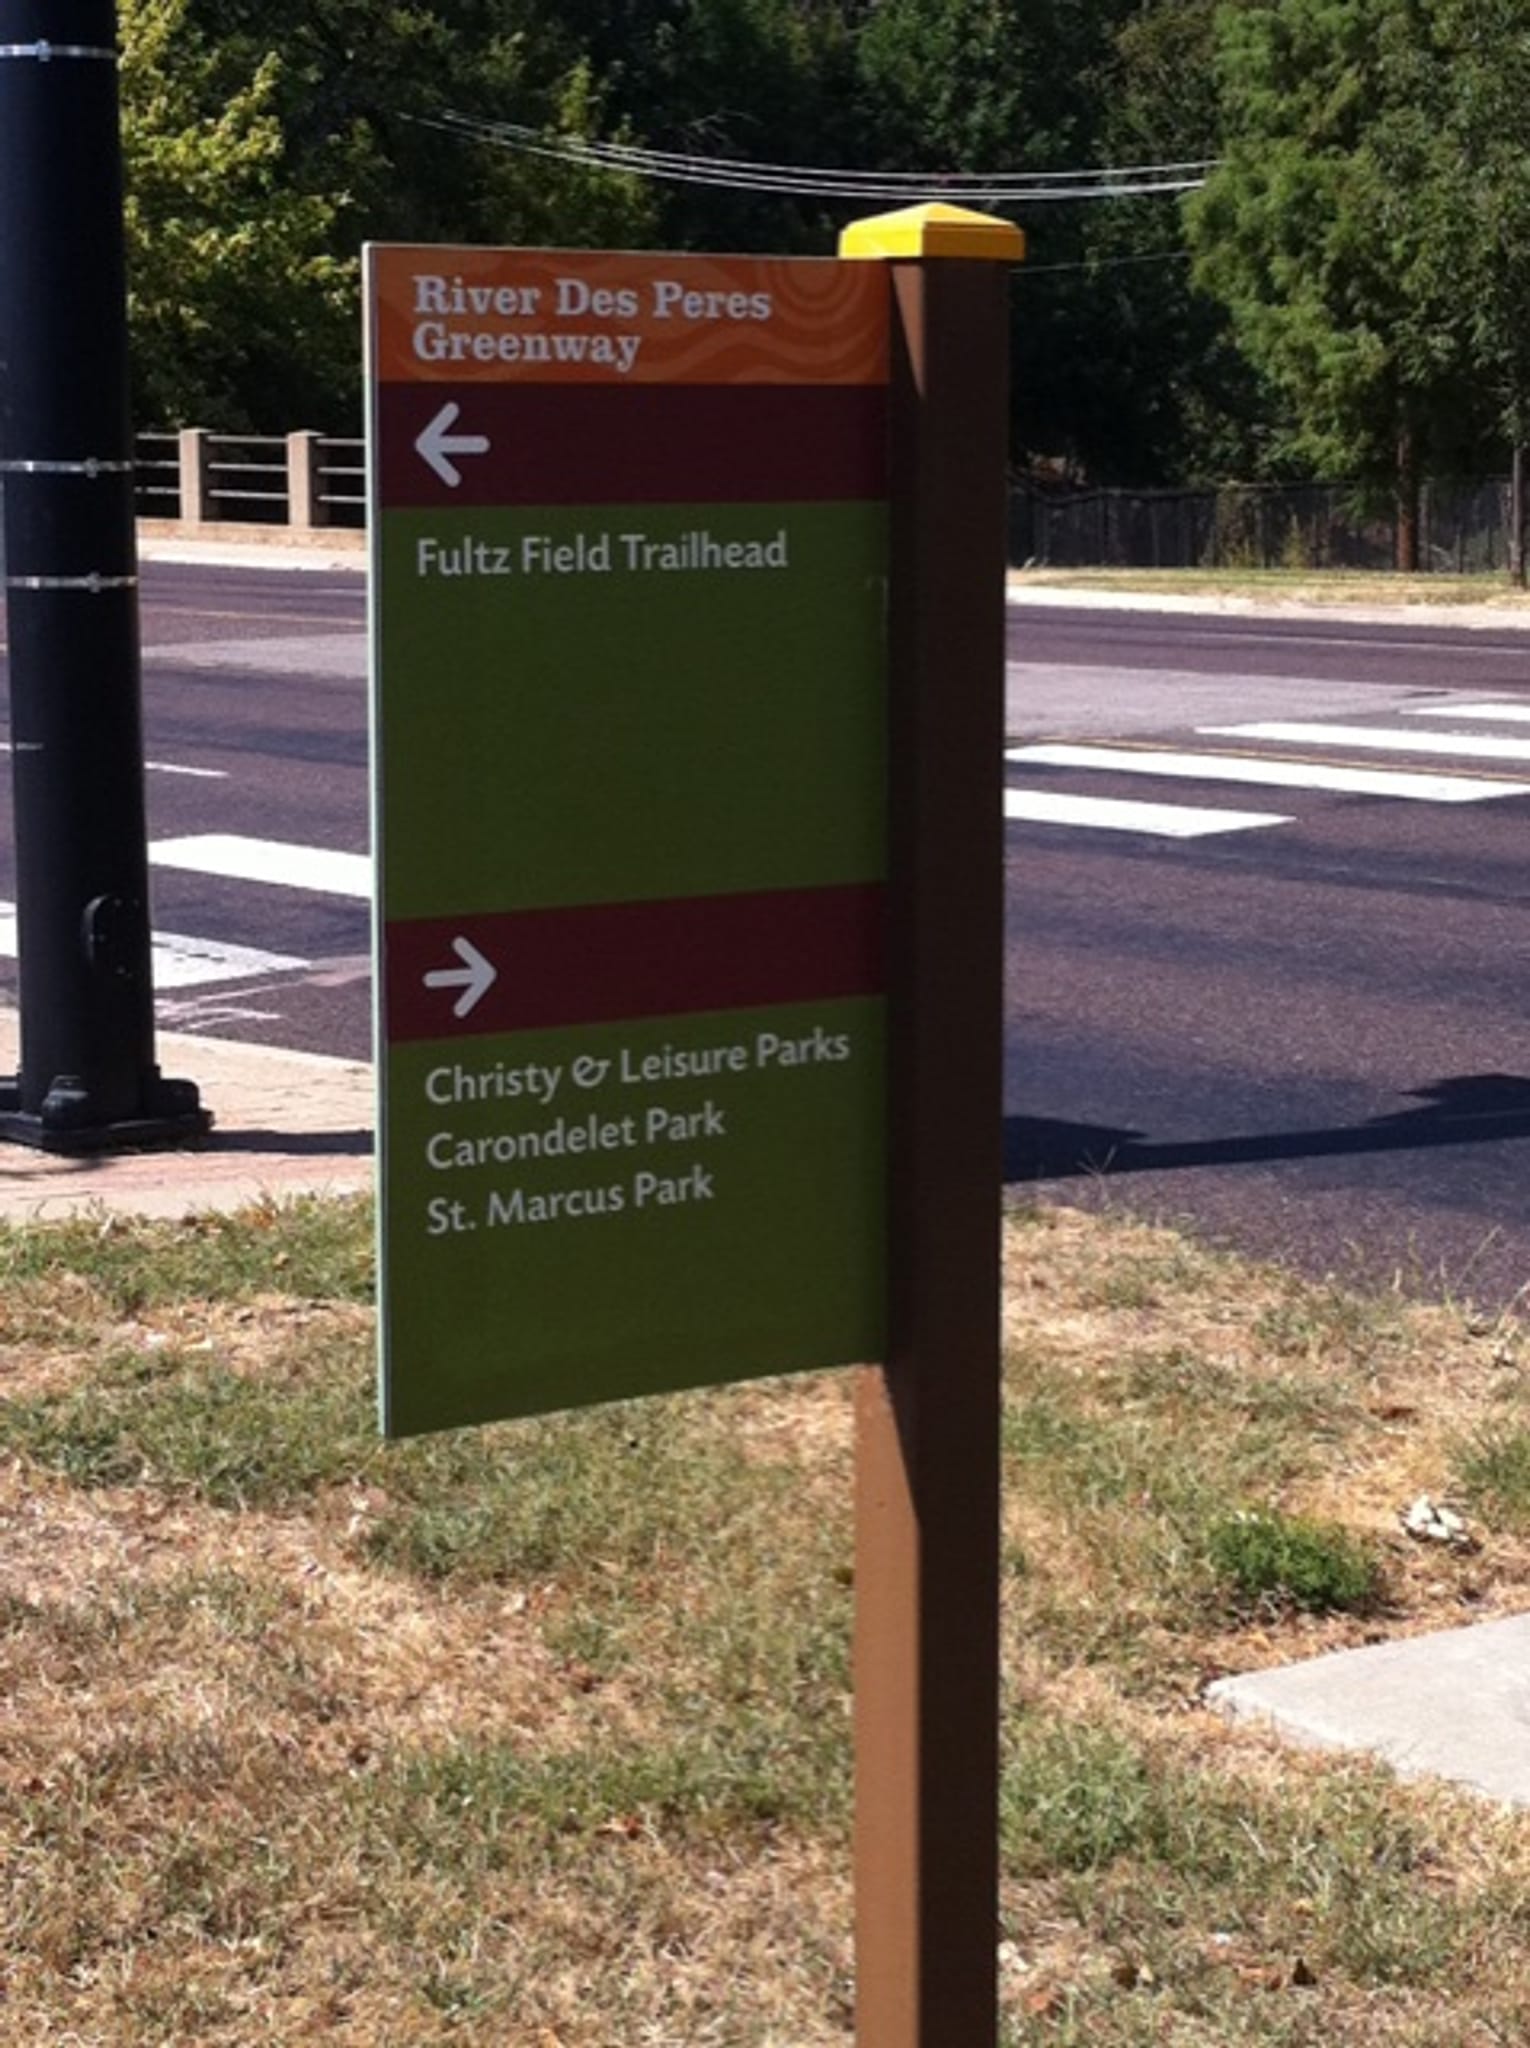 River Des Peres
Greenway
←
Fultz Field Trailhead
→
Christy & Leisure Parks
Carondelet Park
St. Marcus Park